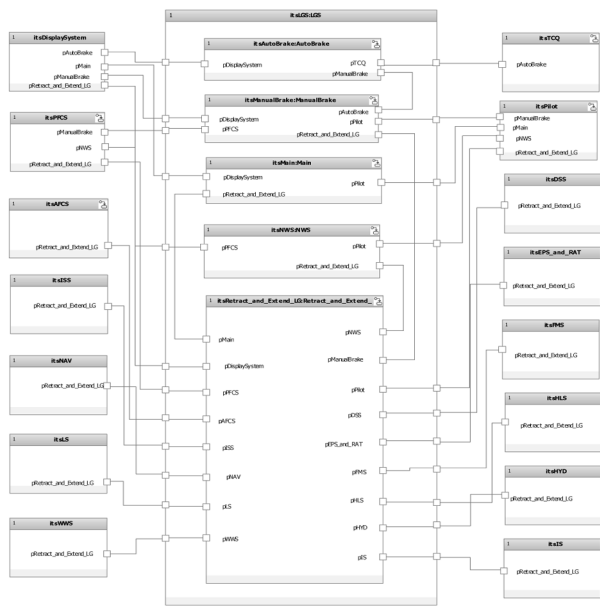 1 itsLGS:LGS
1 itsDisplaySystem
pAutoBrake
pMain
pManualBrake
pRetract_and_Extend_LG
1 itsPFCS
pManualBrake
pNWS
pRetract_and_Extend_LG
1 itsAFCS
pRetract_and_Extend_LG
1 itsISS
pRetract_and_Extend_LG
1 itsNAV
pRetract_and_Extend_LG
1 itsLS
pRetract_and_Extend_LG
1 itsWWS
pRetract_and_Extend_LG
1 itsAutoBrake:AutoBrake
pDisplaySystem
pTCQ
pManualBrake
1 itsManualBrake:ManualBrake
pDisplaySystem
pPFCS
pAutoBrake
pPilot
pRetract_and_Extend_LG
1 itsMain:Main
pDisplaySystem
pRetract_and_Extend_LG
pPilot
1 itsNWS:NWS
pPFCS
pPilot
pRetract_and_Extend_LG
1 itsRetract_and_Extend_LG:Retract_and_Extend_
pMain
pDisplaySystem
pPFCS
pAFCS
pISS
pNAV
pLS
pWWS
pNWS
pManualBrake
pPilot
pDSS
pEPS_and_RAT
pFMS
pHLS
pHYD
pIS
1 itsTCQ
pAutoBrake
1 itsPilot
pManualBrake
pMain
pNWS
pRetract_and_Extend_LG
1 itsDSS
pRetract_and_Extend_LG
1 itsEPS_and_RAT
pRetract_and_Extend_LG
1 itsFMS
pRetract_and_Extend_LG
1 itsHLS
pRetract_and_Extend_LG
1 itsHYD
pRetract_and_Extend_LG
1 itsIS
pRetract_and_Extend_LG